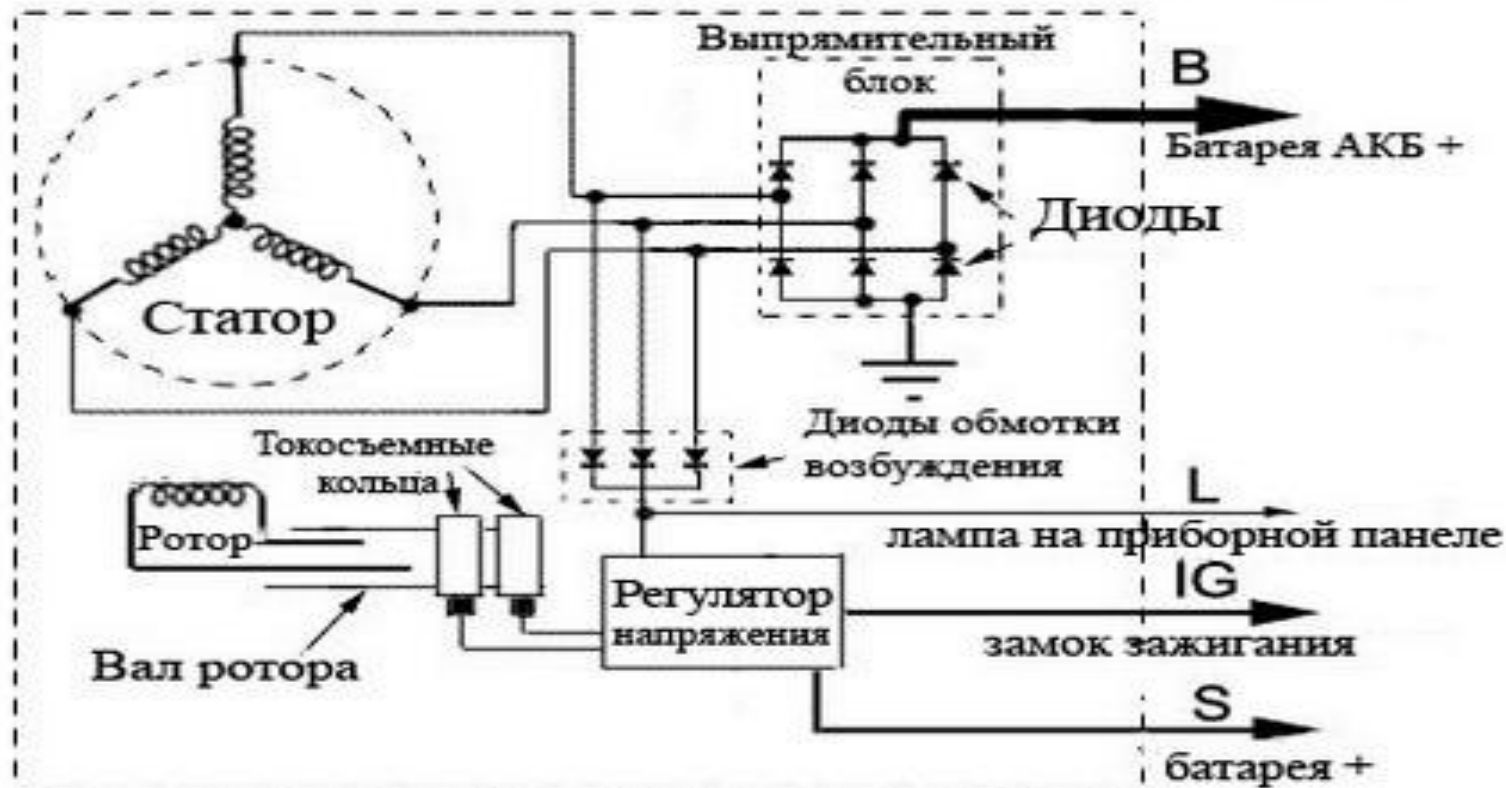 Выпрямительный
блок
B
Батарея АКБ +
Диоды
Статор
Диоды обмотки
возбуждения
Токосъемные
кольца
L
лампа на приборной панеле
Ротор
Регулятор
напряжения
IG
замок зажигания
Вал ротора
S
батарея +